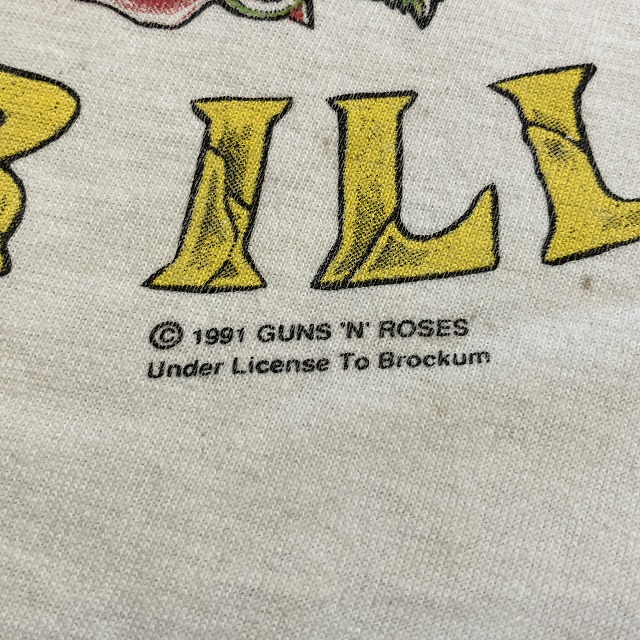 R ILL
© 1991 GUNS 'N' ROSES
Under License To Brockum